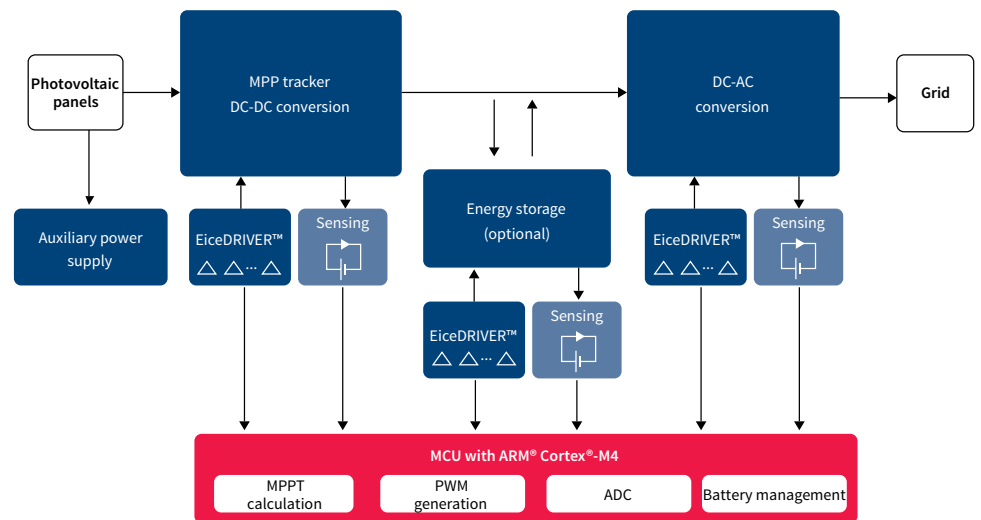 Photovoltaic
panels
MPP tracker
DC-DC conversion
DC-AC
conversion
Grid
Auxiliary power
supply
EiceDRIVER™
...
Sensing
Energy storage
(optional)
EiceDRIVER™
...
Sensing
EiceDRIVER™
...
Sensing
MCU with ARM® Cortex®-M4
MPPT
calculation
PWM
generation
ADC
Battery management